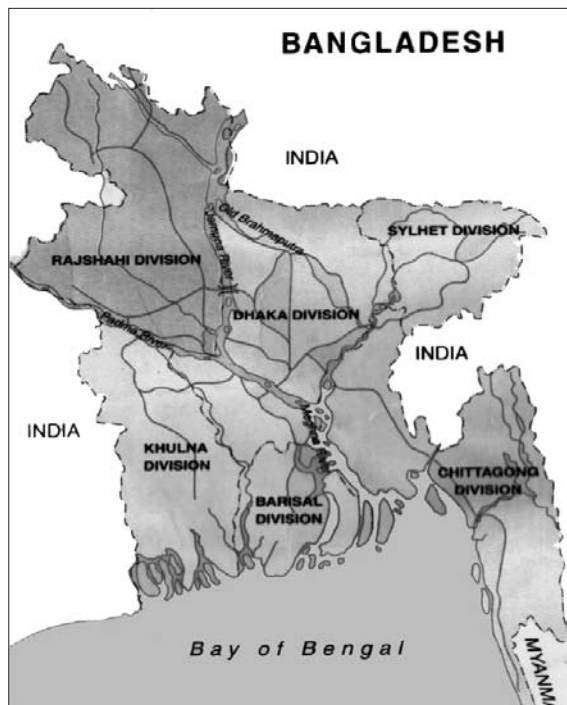 BANGLADESH
INDIA
Old Brahmaputra
SYLHET DIVISION
Jamuna River
RAJSHAHI DIVISION
DHAKA DIVISION
Padma River
INDIA
INDIA
Meghna River
KHULNA
DIVISION
CHITTAGONG
DIVISION
BARISAL
DIVISION
Bay of Bengal
MYANMA